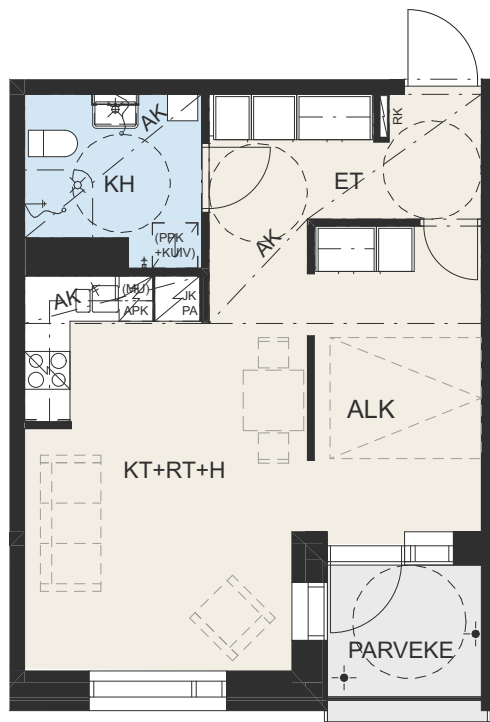 AK
RK
KH
ET
(PPK
+KUIV)
AK
AK
(MU)
APK
JK
PA
ALK
KT+RT+H
PARVEKE